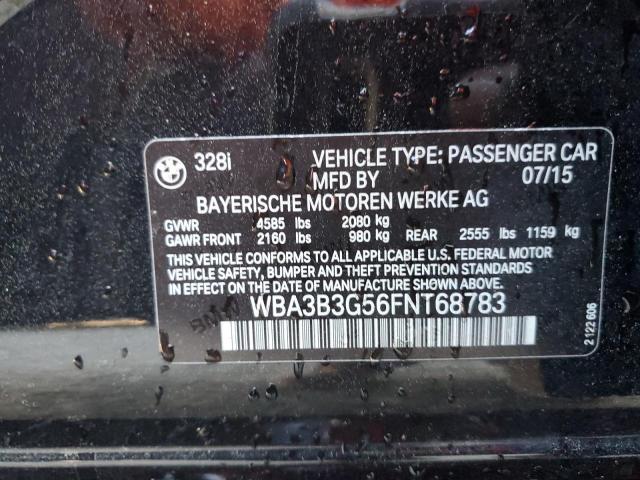 BMW 328i VEHICLE TYPE: PASSENGER CAR
MFD BY 07/15
BAYERISCHE MOTOREN WERKE AG
GVWR 4585 lbs 2080 kg
GAWR FRONT 2160 lbs 980 kg REAR 2555 lbs 1159 kg
THIS VEHICLE CONFORMS TO ALL APPLICABLE U.S. FEDERAL MOTOR
VEHICLE SAFETY, BUMPER AND THEFT PREVENTION STANDARDS
IN EFFECT ON THE DATE OF MANUFACTURE SHOWN ABOVE.
WBA3B3G56FNT68783
2 122 606